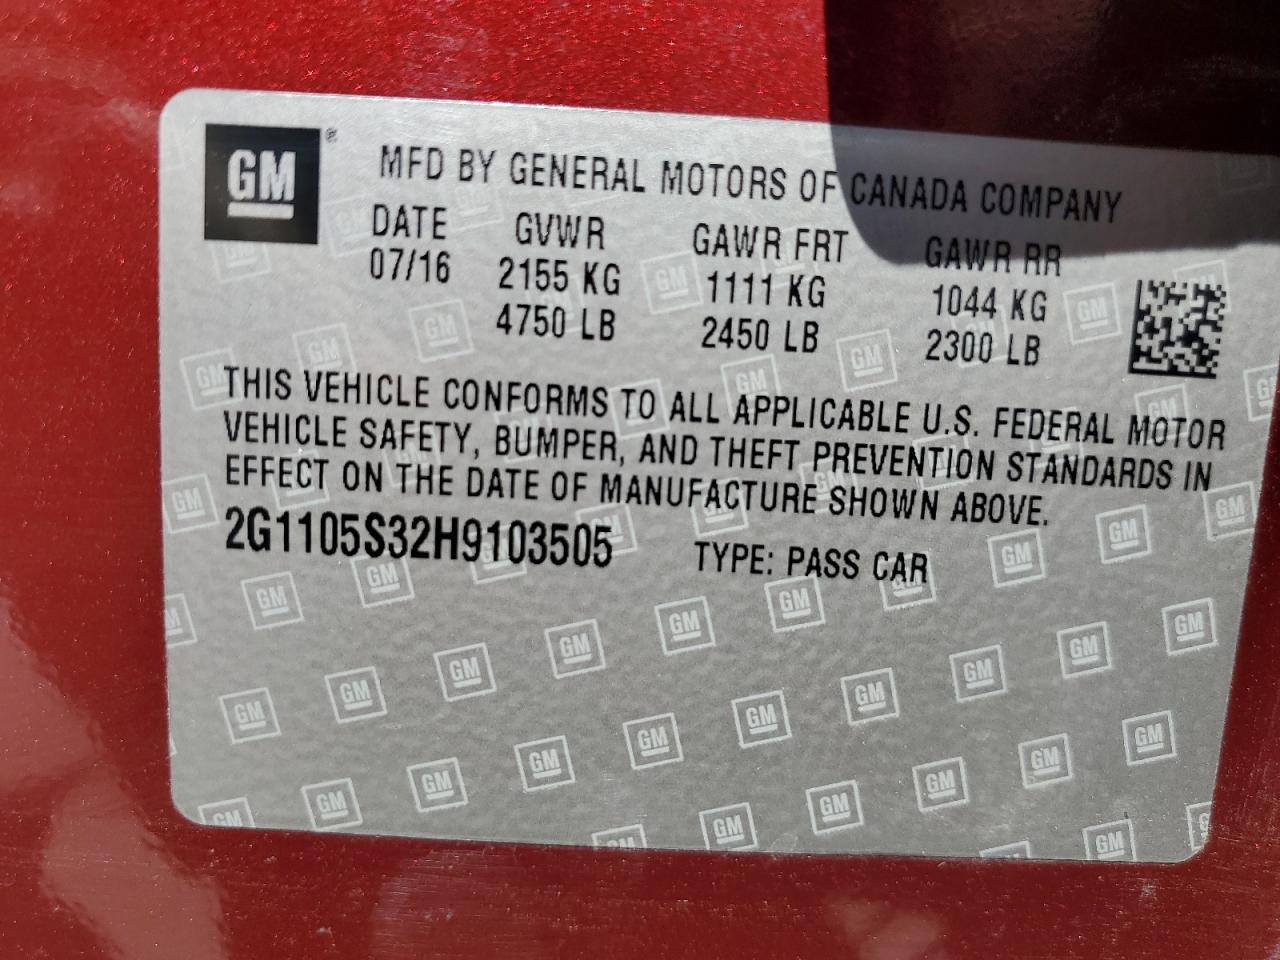 GM ®
MFD BY GENERAL MOTORS OF CANADA COMPANY
DATE GVWR GAWR FRT GAWR RR
07/16 2155 KG 1111 KG 1044 KG
4750 LB 2450 LB 2300 LB
THIS VEHICLE CONFORMS TO ALL APPLICABLE U.S. FEDERAL MOTOR
VEHICLE SAFETY, BUMPER, AND THEFT PREVENTION STANDARDS IN
EFFECT ON THE DATE OF MANUFACTURE SHOWN ABOVE.
2G1105S32H9103505 TYPE: PASS CAR